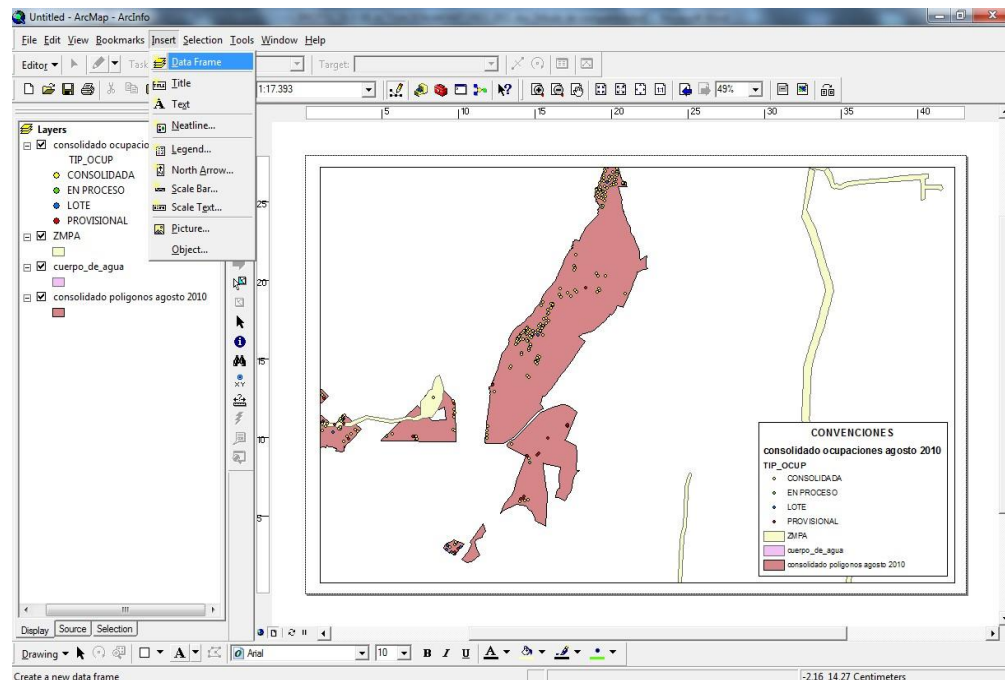 Untitled - ArcMap - ArcInfo
File Edit View Bookmarks Insert Selection Tools Window Help
Editor Task Target:
1:17.393 49%
Data Frame
Title
Text
Neatline...
Legend...
North Arrow...
Scale Bar...
Scale Text...
Picture...
Object...
Layers
consolidado ocupacio
TIP_OCUP
CONSOLIDADA
EN PROCESO
LOTE
PROVISIONAL
ZMPA
cuerpo_de_agua
consolidado poligonos agosto 2010
5 10 15 20 25 30 35 40
25
20
15
10
5
CONVENCIONES
consolidado ocupaciones agosto 2010
TIP_OCUP
CONSOLIDADA
EN PROCESO
LOTE
PROVISIONAL
ZMPA
cuerpo_de_agua
consolidado poligonos agosto 2010
Display Source Selection
Drawing A Arial 10 B I U A
Create a new data frame -2.16 14.27 Centimeters